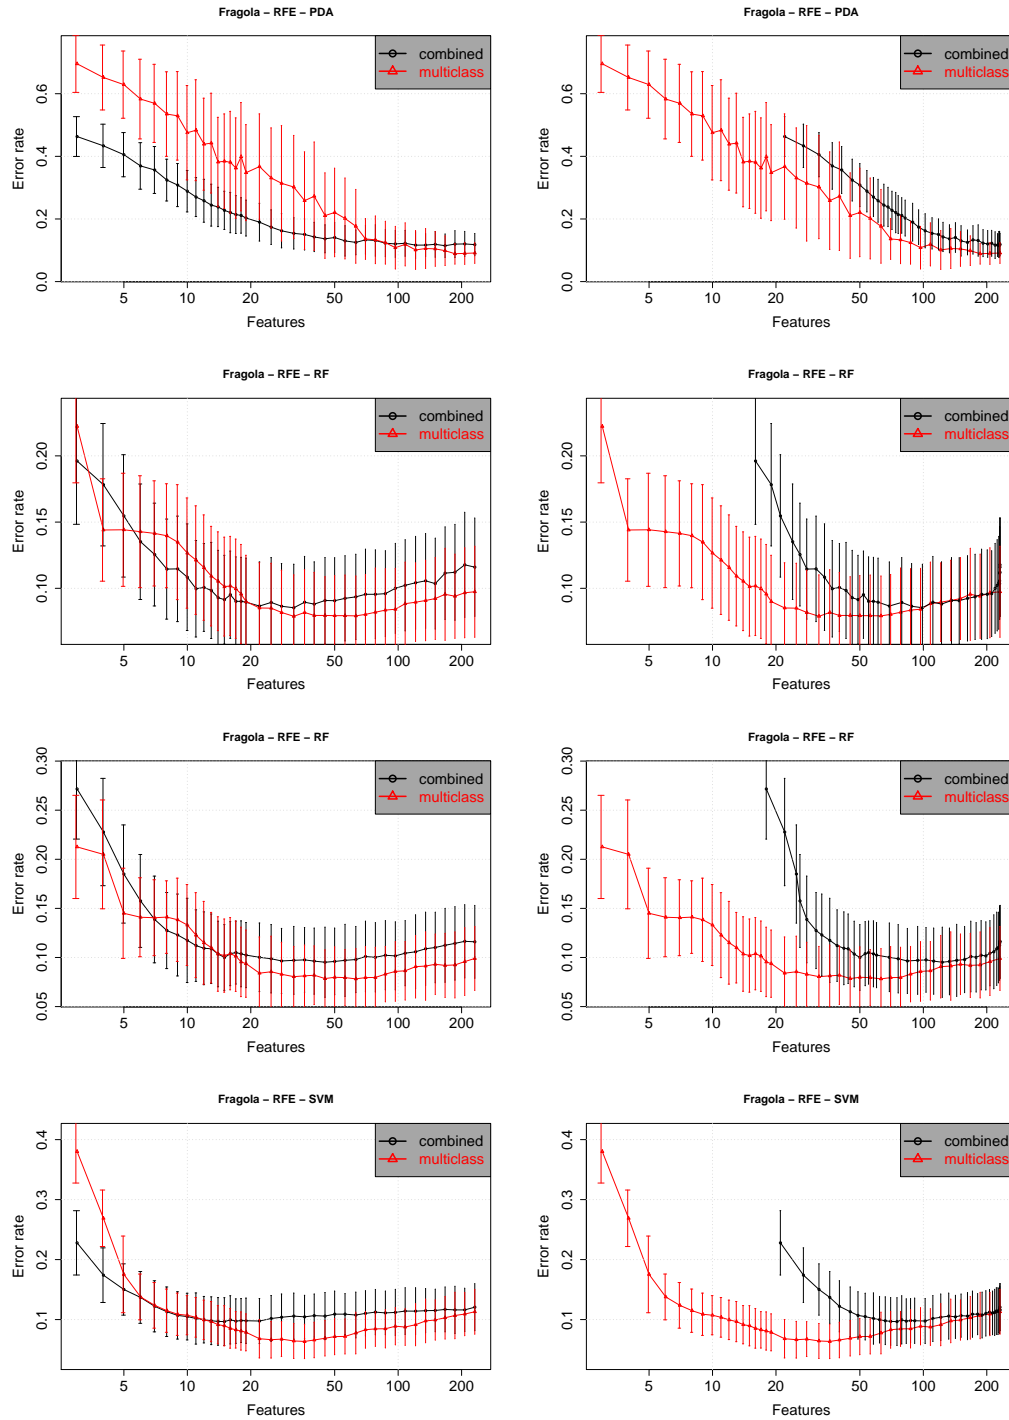 Fragola – RFE – PDA
Error rate
0.0 0.2 0.4 0.6
combined
multiclass
5 10 20 50 100 200
Features
Fragola – RFE – PDA
Error rate
0.0 0.2 0.4 0.6
combined
multiclass
5 10 20 50 100 200
Features
Fragola – RFE – RF
Error rate
0.10 0.15 0.20
combined
multiclass
5 10 20 50 100 200
Features
Fragola – RFE – RF
Error rate
0.10 0.15 0.20
combined
multiclass
5 10 20 50 100 200
Features
Fragola – RFE – RF
Error rate
0.05 0.10 0.15 0.20 0.25 0.30
combined
multiclass
5 10 20 50 100 200
Features
Fragola – RFE – RF
Error rate
0.05 0.10 0.15 0.20 0.25 0.30
combined
multiclass
5 10 20 50 100 200
Features
Fragola – RFE – SVM
Error rate
0.1 0.2 0.3 0.4
combined
multiclass
5 10 20 50 100 200
Features
Fragola – RFE – SVM
Error rate
0.1 0.2 0.3 0.4
combined
multiclass
5 10 20 50 100 200
Features